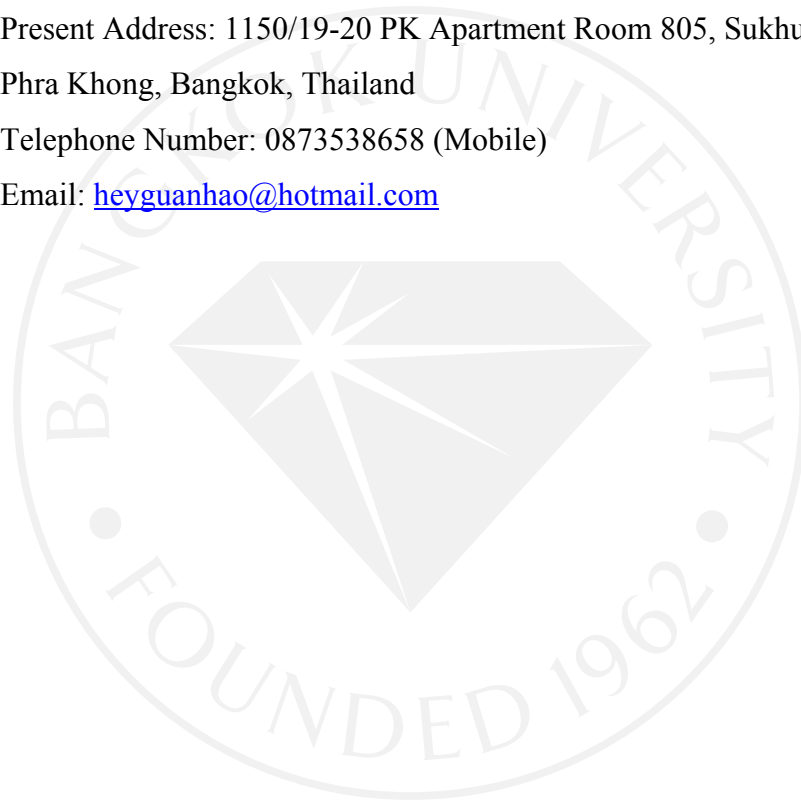 Present Address: 1150/19-20 PK Apartment Room 805,
Phra Khong, Bangkok, Thailand
Telephone Number: 0873538658 (Mobile)
Email: heyguanhao@hotmail.com
BANGKOK UNIVERSITY
• FOUNDED 1962 •